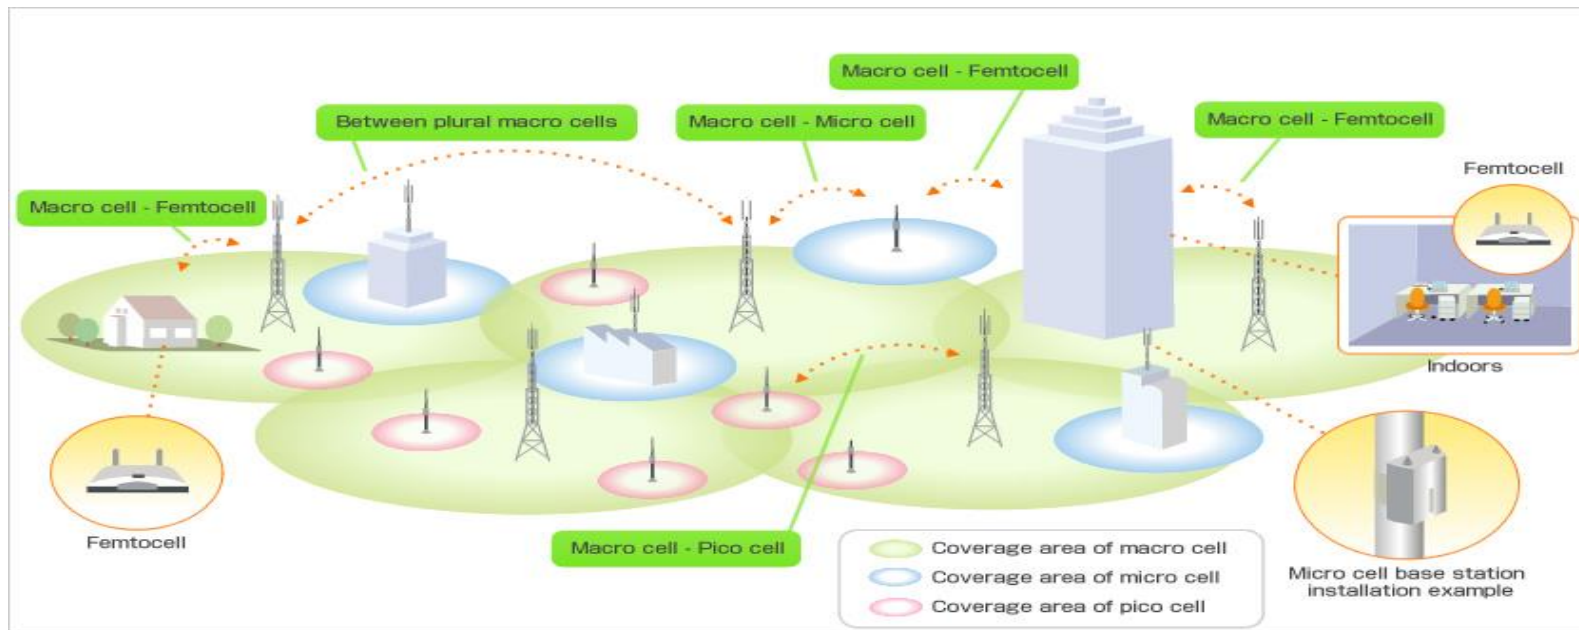 Macro cell - Femtocell
Between plural macro cells
Macro cell - Micro cell
Macro cell - Femtocell
Macro cell - Femtocell
Femtocell
Indoors
Femtocell
Macro cell - Pico cell
Coverage area of macro cell
Coverage area of micro cell
Coverage area of pico cell
Micro cell base station
installation example